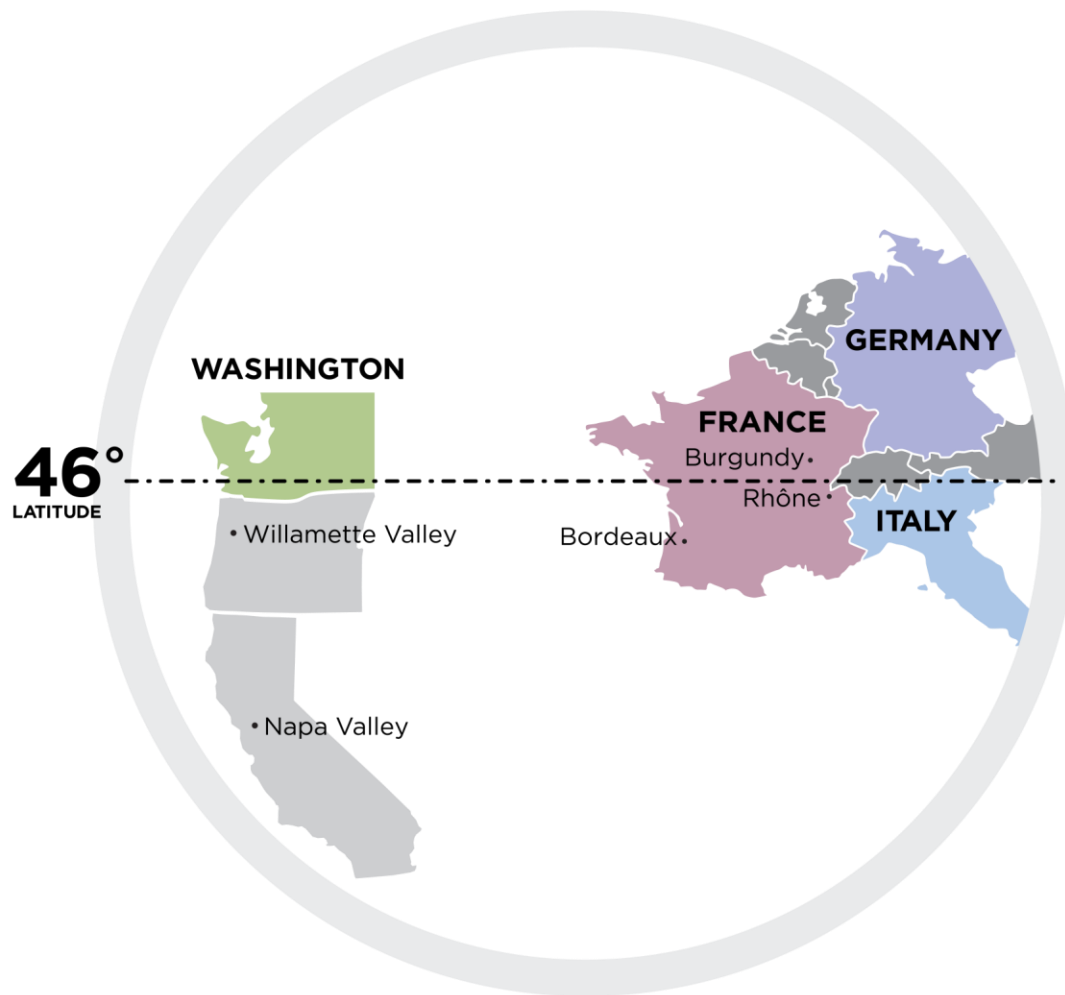 WASHINGTON
46°
LATITUDE
Willamette Valley
Napa Valley
GERMANY
FRANCE
Burgundy
Rhône
ITALY
Bordeaux